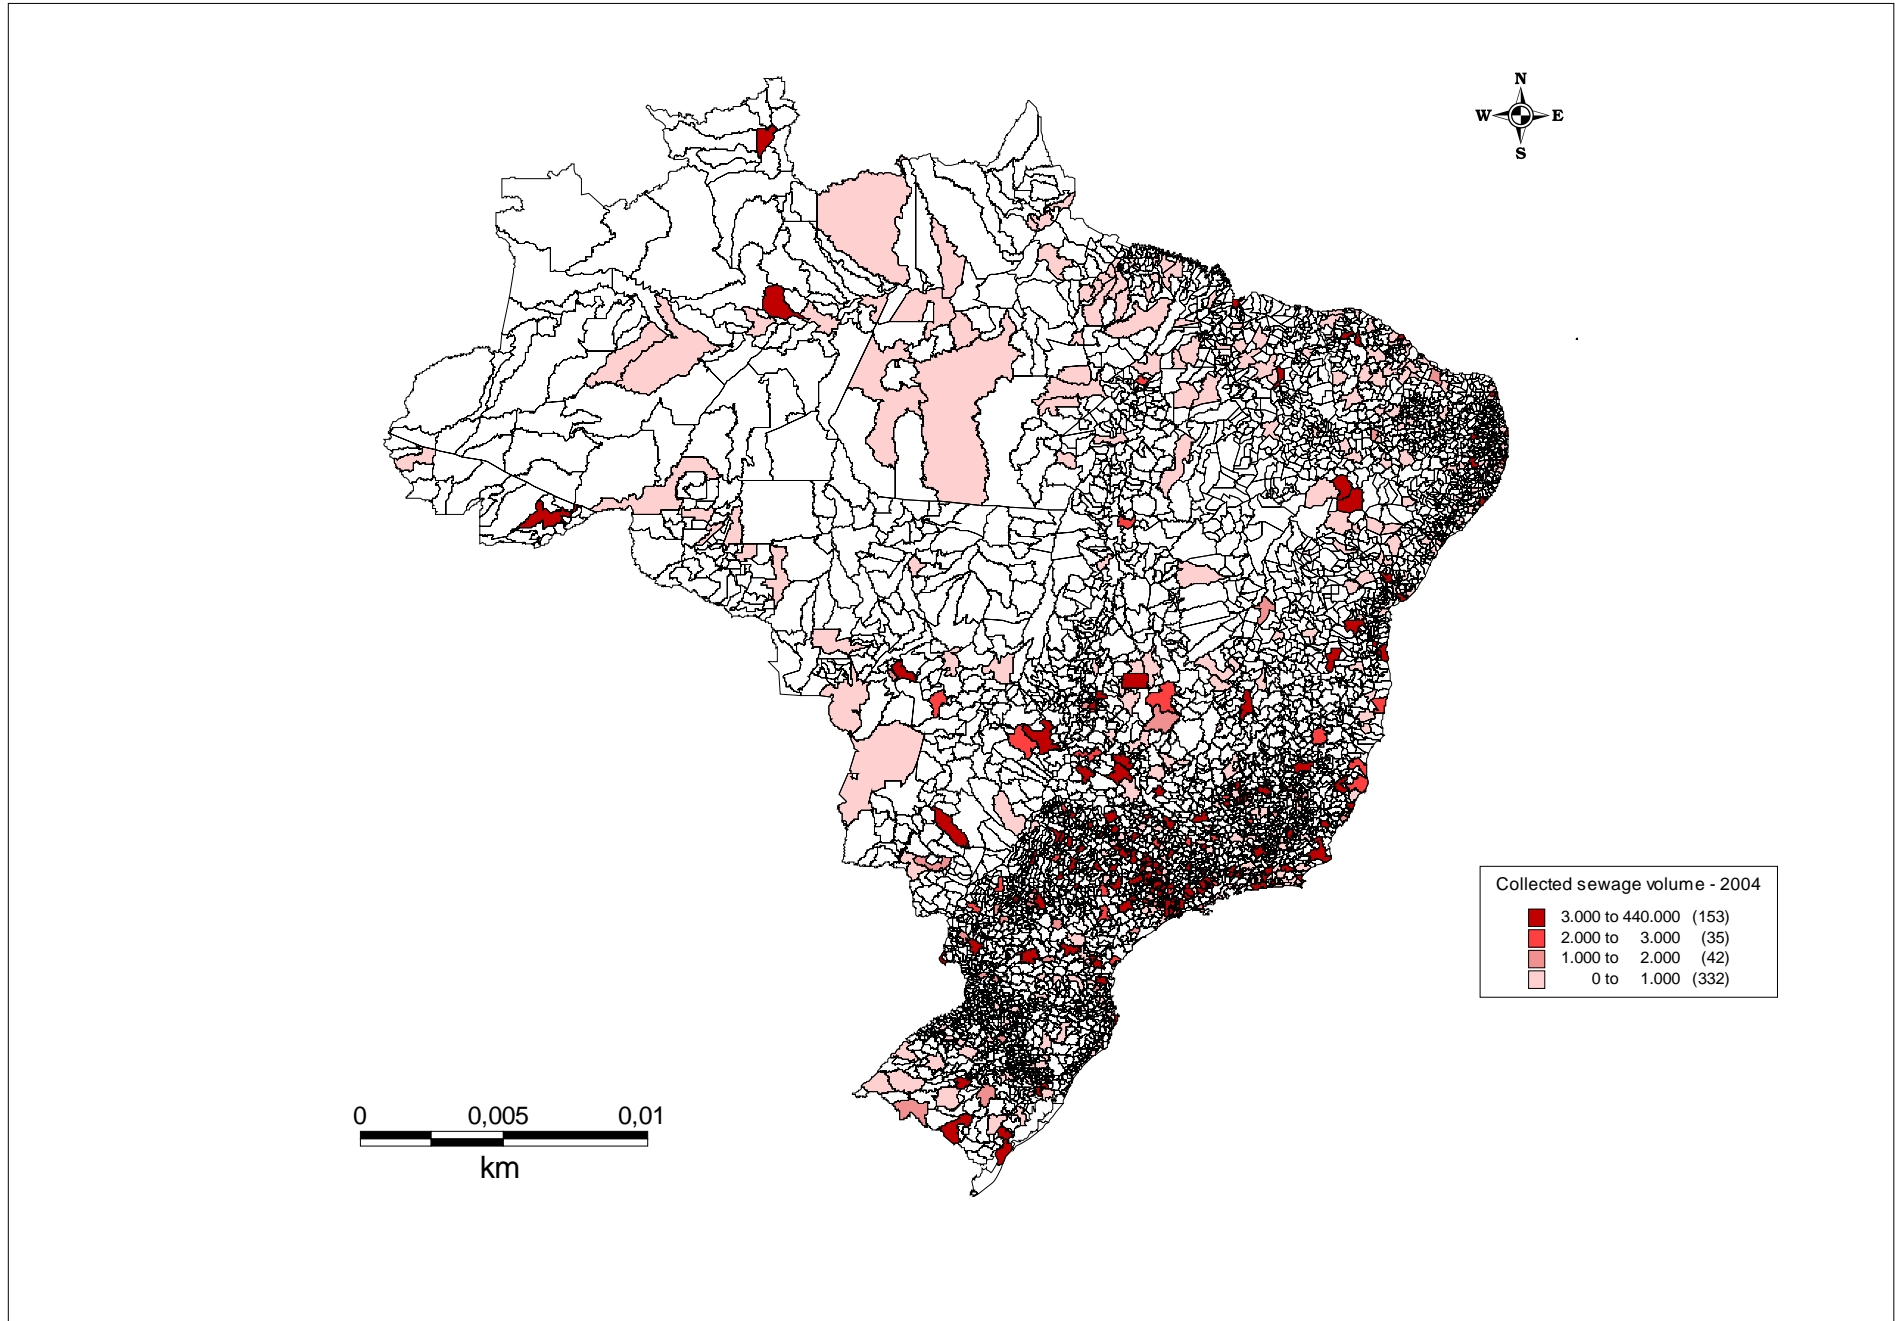 N
W E
S
Collected sewage volume - 2004
3.000 to 440.000 (153)
2.000 to 3.000 (35)
1.000 to 2.000 (42)
0 to 1.000 (332)
0 0,005 0,01
km